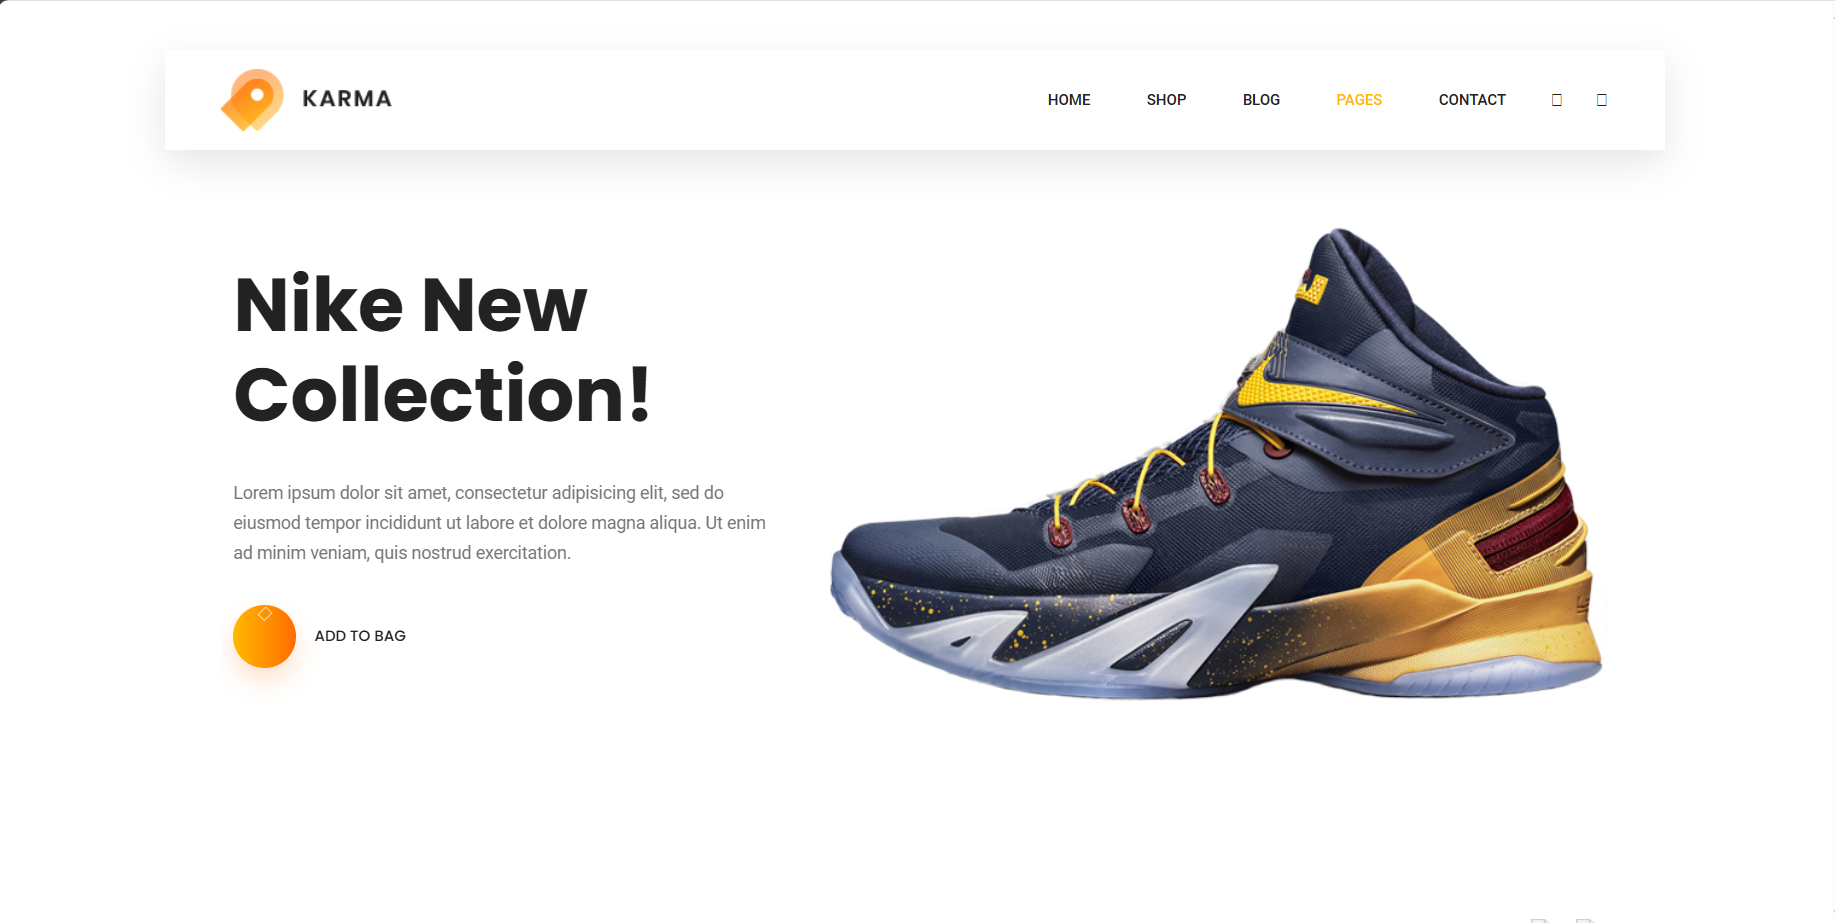 KARMA
HOME
SHOP
BLOG
PAGES
CONTACT
Nike New
Collection!
Lorem ipsum dolor sit amet, consectetur adipisicing elit, sed do
eiusmod tempor incididunt ut labore et dolore magna aliqua. Ut enim
ad minim veniam, quis nostrud exercitation.
ADD TO BAG